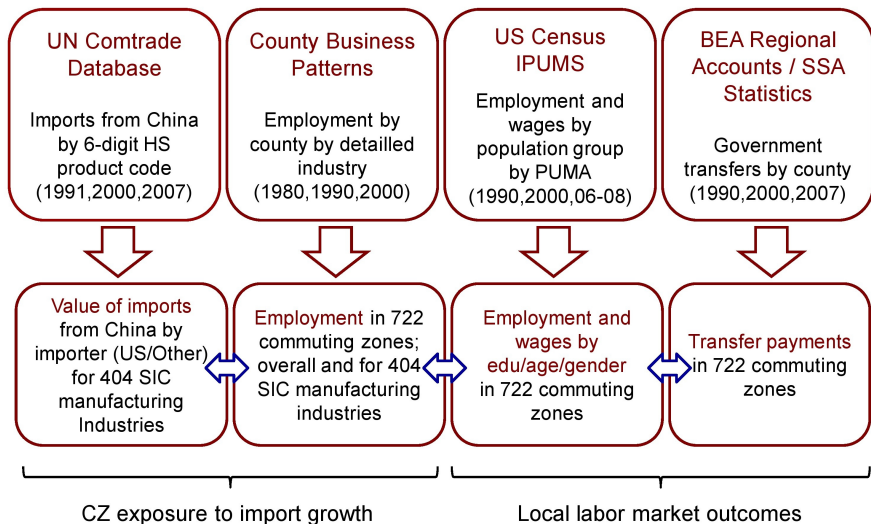 UN Comtrade
Database
Imports from China
by 6-digit HS
product code
(1991,2000,2007)
County Business
Patterns
Employment by
county by detailled
industry
(1980,1990,2000)
US Census
IPUMS
Employment and
wages by
population group
by PUMA
(1990,2000,06-08)
BEA Regional
Accounts / SSA
Statistics
Government
transfers by county
(1990,2000,2007)
Value of imports
from China by
importer (US/Other)
for 404 SIC
manufacturing
Industries
Employment in 722
commuting zones;
overall and for 404
SIC manufacturing
industries
Employment and
wages by
edu/age/gender
in 722 commuting
zones
Transfer payments
in 722 commuting
zones
CZ exposure to import growth
Local labor market outcomes